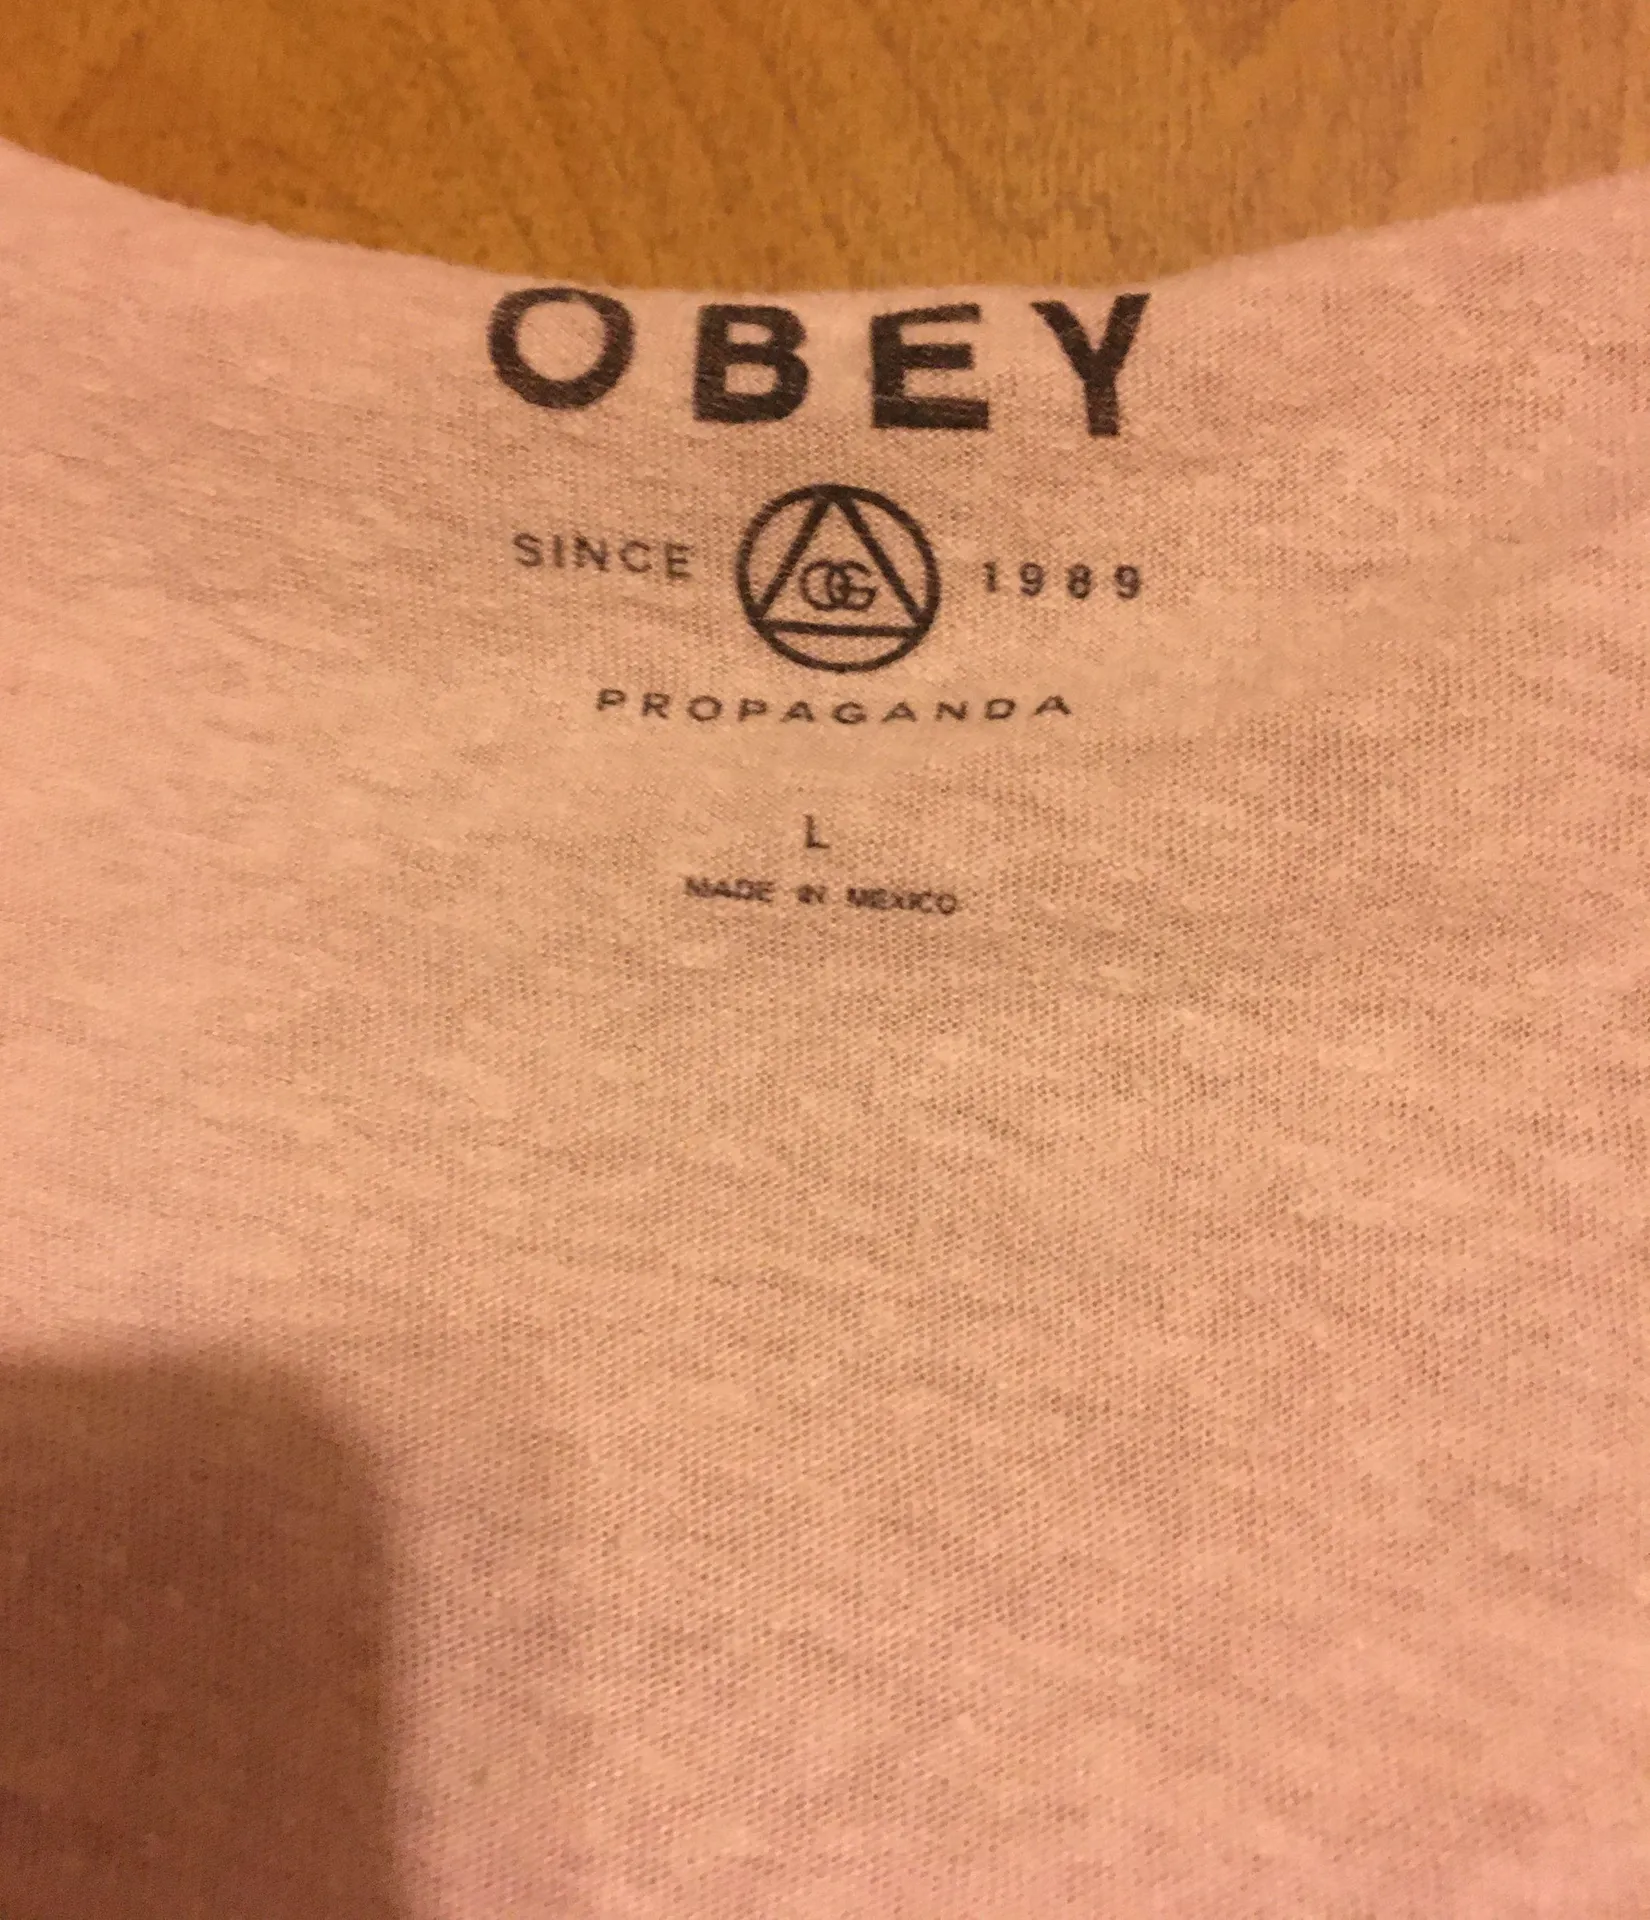 OBEY
SINCE OG 1989
PROPAGANDA
L
MADE IN MEXICO